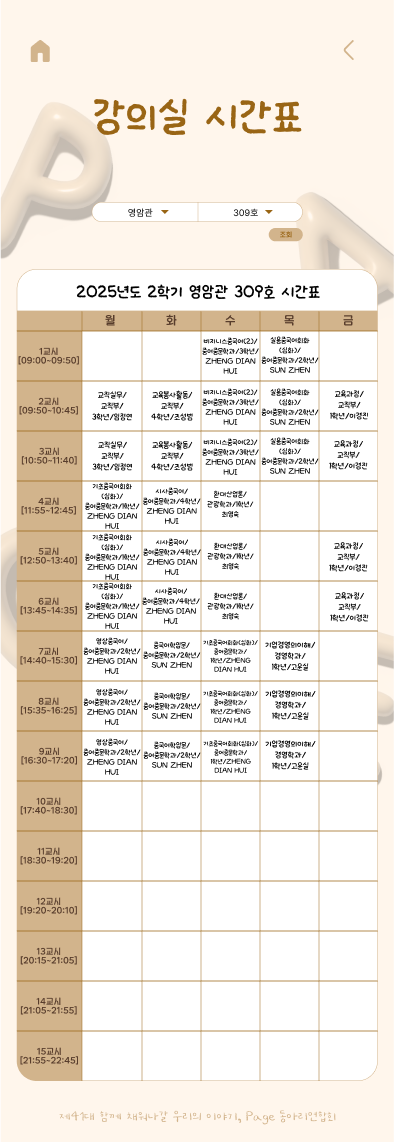 강의실 시간표
영암관 309호
조회
2025년도 2학기 영암관 309호 시간표
월 화 수 목 금
1교시
[09:00~09:50]
비지니스중국어(2)/
중어중문학과/3학년/
ZHENG DIAN
HUI
실용중국어회화
(심화)/
중어중문학과/2학년/
SUN ZHEN
2교시
[09:50~10:45]
교직실무/
교직부/
3학년/임정연
교육봉사활동/
교직부/
4학년/조성범
비지니스중국어(2)/
중어중문학과/3학년/
ZHENG DIAN
HUI
실용중국어회화
(심화)/
중어중문학과/2학년/
SUN ZHEN
교육과정/
교직부/
1학년/이경진
3교시
[10:50~11:40]
교직실무/
교직부/
3학년/임정연
교육봉사활동/
교직부/
4학년/조성범
비지니스중국어(2)/
중어중문학과/3학년/
ZHENG DIAN
HUI
실용중국어회화
(심화)/
중어중문학과/2학년/
SUN ZHEN
교육과정/
교직부/
1학년/이경진
4교시
[11:55~12:45]
기초중국어회화
(심화)/
중어중문학과/1학년/
ZHENG DIAN
HUI
시사중국어/
중어중문학과/4학년/
ZHENG DIAN
HUI
환대산업론/
관광학과/1학년/
최영숙
5교시
[12:50~13:40]
기초중국어회화
(심화)/
중어중문학과/1학년/
ZHENG DIAN
HUI
시사중국어/
중어중문학과/4학년/
ZHENG DIAN
HUI
환대산업론/
관광학과/1학년/
최영숙
교육과정/
교직부/
1학년/이경진
6교시
[13:45~14:35]
기초중국어회화
(심화)/
중어중문학과/1학년/
ZHENG DIAN
HUI
시사중국어/
중어중문학과/4학년/
ZHENG DIAN
HUI
환대산업론/
관광학과/1학년/
최영숙
교육과정/
교직부/
1학년/이경진
7교시
[14:40~15:30]
영상중국어/
중어중문학과/2학년/
ZHENG DIAN
HUI
중국어학입문/
중어중문학과/2학년/
SUN ZHEN
기초중국어회화(심화)/
중어중문학과/
1학년/ZHENG
DIAN HUI
기업경영의이해/
경영학과/
1학년/고운실
8교시
[15:35~16:25]
영상중국어/
중어중문학과/2학년/
ZHENG DIAN
HUI
중국어학입문/
중어중문학과/2학년/
SUN ZHEN
기초중국어회화(심화)/
중어중문학과/
1학년/ZHENG
DIAN HUI
기업경영의이해/
경영학과/
1학년/고운실
9교시
[16:30~17:20]
영상중국어/
중어중문학과/2학년/
ZHENG DIAN
HUI
중국어학입문/
중어중문학과/2학년/
SUN ZHEN
기초중국어회화(심화)/
중어중문학과/
1학년/ZHENG
DIAN HUI
기업경영의이해/
경영학과/
1학년/고운실
10교시
[17:40~18:30]
11교시
[18:30~19:20]
12교시
[19:20~20:10]
13교시
[20:15~21:05]
14교시
[21:05~21:55]
15교시
[21:55~22:45]
제41대 함께 채워나갈 우리의 이야기, Page 동아리연합회